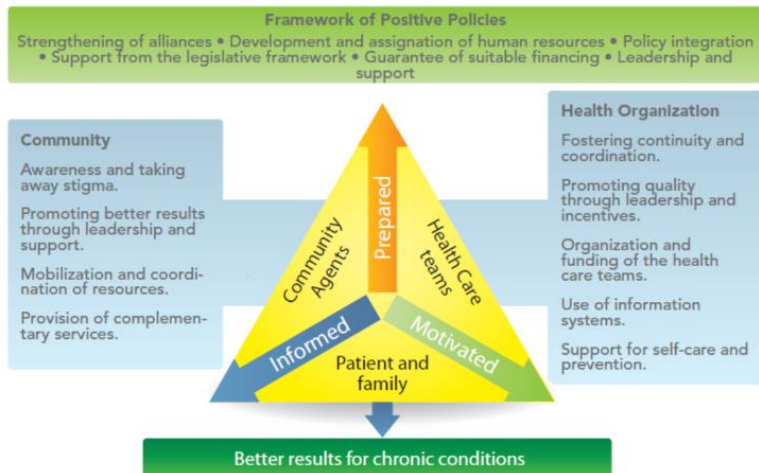 Framework of Positive Policies
Strengthening of alliances • Development and assignation of human resources • Policy integration
• Support from the legislative framework • Guarantee of suitable financing • Leadership and
support
Community
Awareness and taking
away stigma.
Promoting better results
through leadership and
support.
Mobilization and coordi-
nation of resources.
Provision of complemen-
tary services.
Prepared
Community
Agents
Health Care
teams
Informed
Motivated
Patient and
family
Health Organization
Fostering continuity and
coordination.
Promoting quality
through leadership and
incentives.
Organization and
funding of the health
care teams.
Use of information
systems.
Support for self-care and
prevention.
Better results for chronic conditions